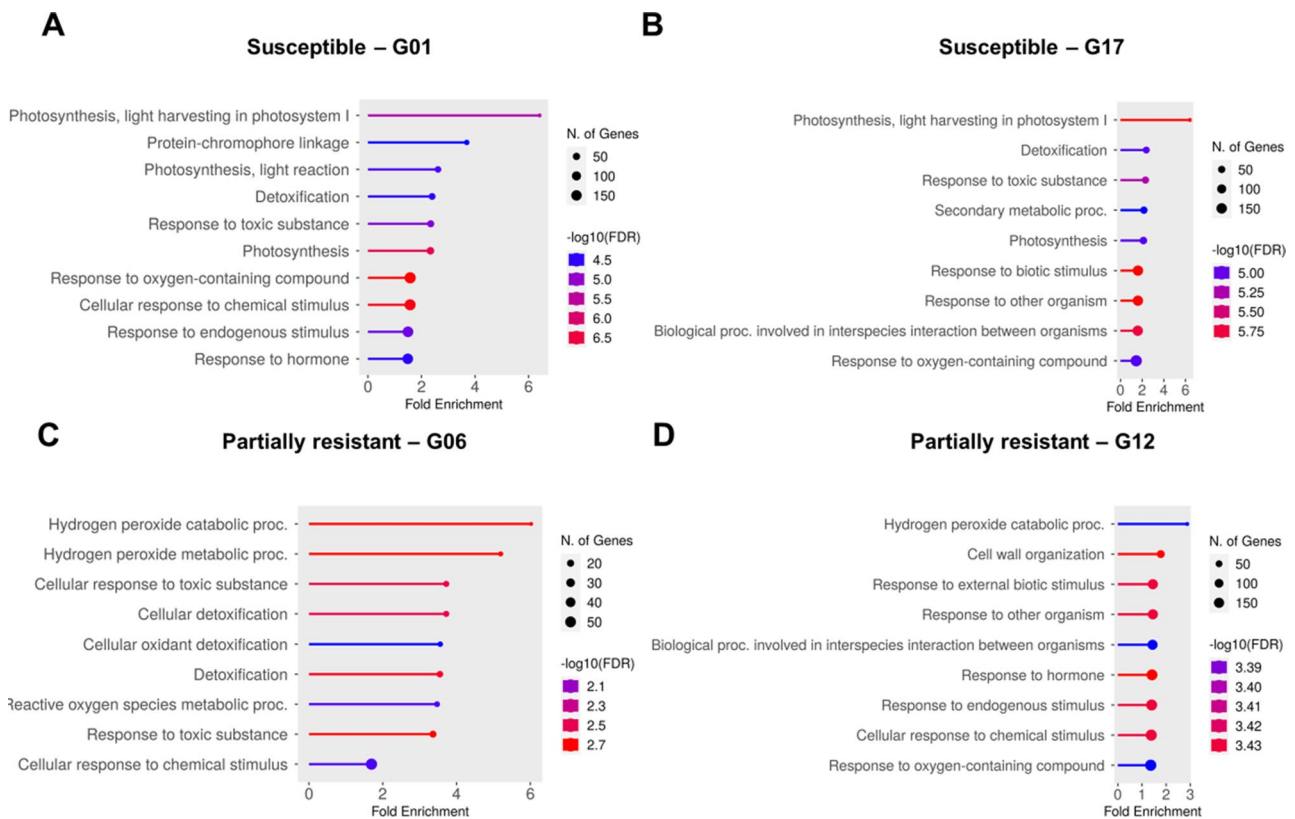 A
Susceptible – G01
Photosynthesis, light harvesting in photosystem I
Protein-chromophore linkage
Photosynthesis, light reaction
Detoxification
Response to toxic substance
Photosynthesis
Response to oxygen-containing compound
Cellular response to chemical stimulus
Response to endogenous stimulus
Response to hormone
0 2 4 6
Fold Enrichment
N. of Genes
50
100
150
-log10(FDR)
4.5
5.0
5.5
6.0
6.5
B
Susceptible – G17
Photosynthesis, light harvesting in photosystem I
Detoxification
Response to toxic substance
Secondary metabolic proc.
Photosynthesis
Response to biotic stimulus
Response to other organism
Biological proc. involved in interspecies interaction between organisms
Response to oxygen-containing compound
0 2 4 6
Fold Enrichment
N. of Genes
50
100
150
-log10(FDR)
5.00
5.25
5.50
5.75
C
Partially resistant – G06
Hydrogen peroxide catabolic proc.
Hydrogen peroxide metabolic proc.
Cellular response to toxic substance
Cellular detoxification
Cellular oxidant detoxification
Detoxification
Reactive oxygen species metabolic proc.
Response to toxic substance
Cellular response to chemical stimulus
0 2 4 6
Fold Enrichment
N. of Genes
20
30
40
50
-log10(FDR)
2.1
2.3
2.5
2.7
D
Partially resistant – G12
Hydrogen peroxide catabolic proc.
Cell wall organization
Response to external biotic stimulus
Response to other organism
Biological proc. involved in interspecies interaction between organisms
Response to hormone
Response to endogenous stimulus
Cellular response to chemical stimulus
Response to oxygen-containing compound
0 1 2 3
Fold Enrichment
N. of Genes
50
100
150
-log10(FDR)
3.39
3.40
3.41
3.42
3.43